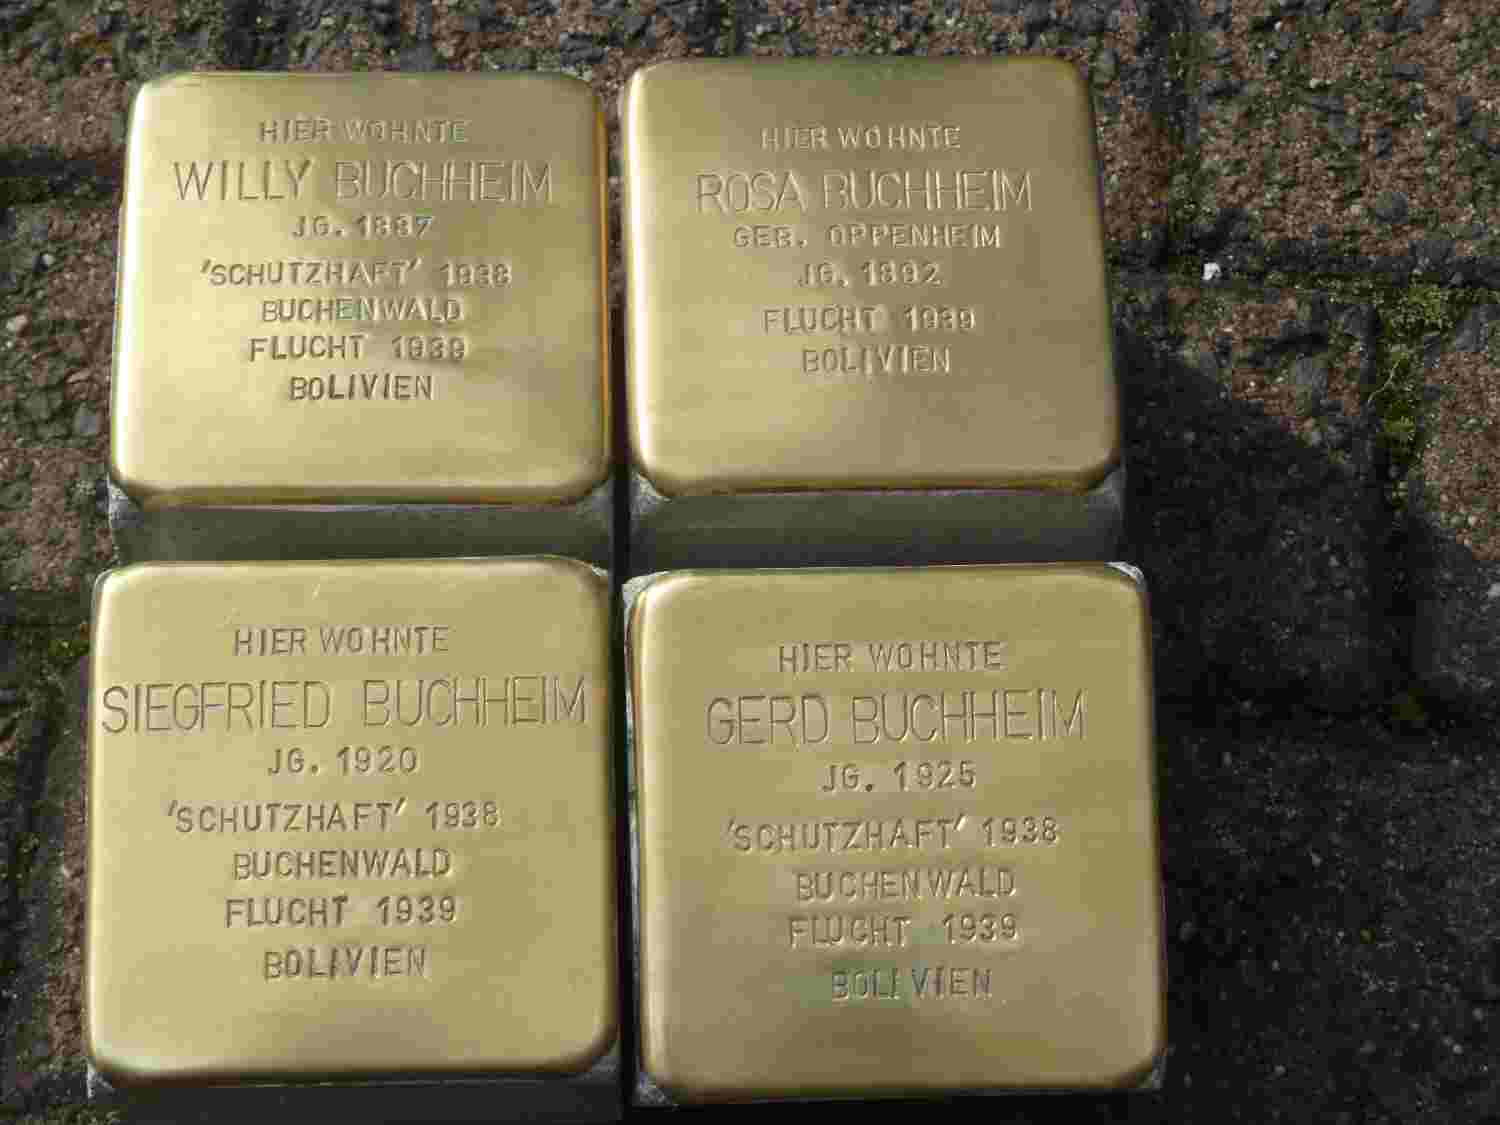 HIER WOHNTE
WILLY BUCHHEIM
JG. 1887
'SCHUTZHAFT' 1938
BUCHENWALD
FLUCHT 1939
BOLIVIEN
HIER WOHNTE
ROSA BUCHHEIM
GEB. OPPENHEIM
JG. 1892
FLUCHT 1939
BOLIVIEN
HIER WOHNTE
SIEGFRIED BUCHHEIM
JG. 1920
'SCHUTZHAFT' 1938
BUCHENWALD
FLUCHT 1939
BOLIVIEN
HIER WOHNTE
GERD BUCHHEIM
JG. 1925
'SCHUTZHAFT' 1938
BUCHENWALD
FLUCHT 1939
BOLIVIEN